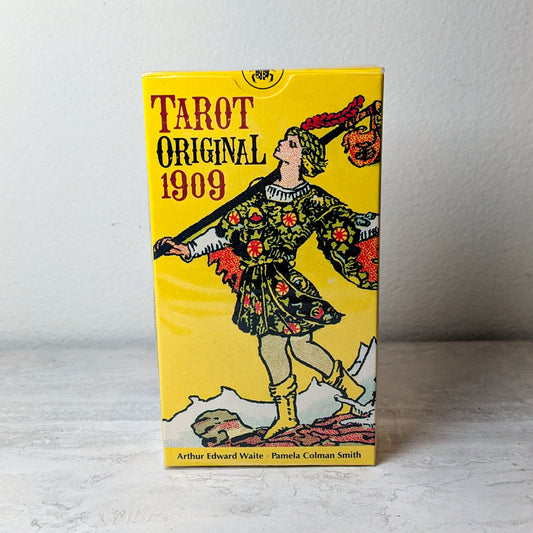 TAROT
ORIGINAL
1909
Arthur Edward Waite · Pamela Colman Smith